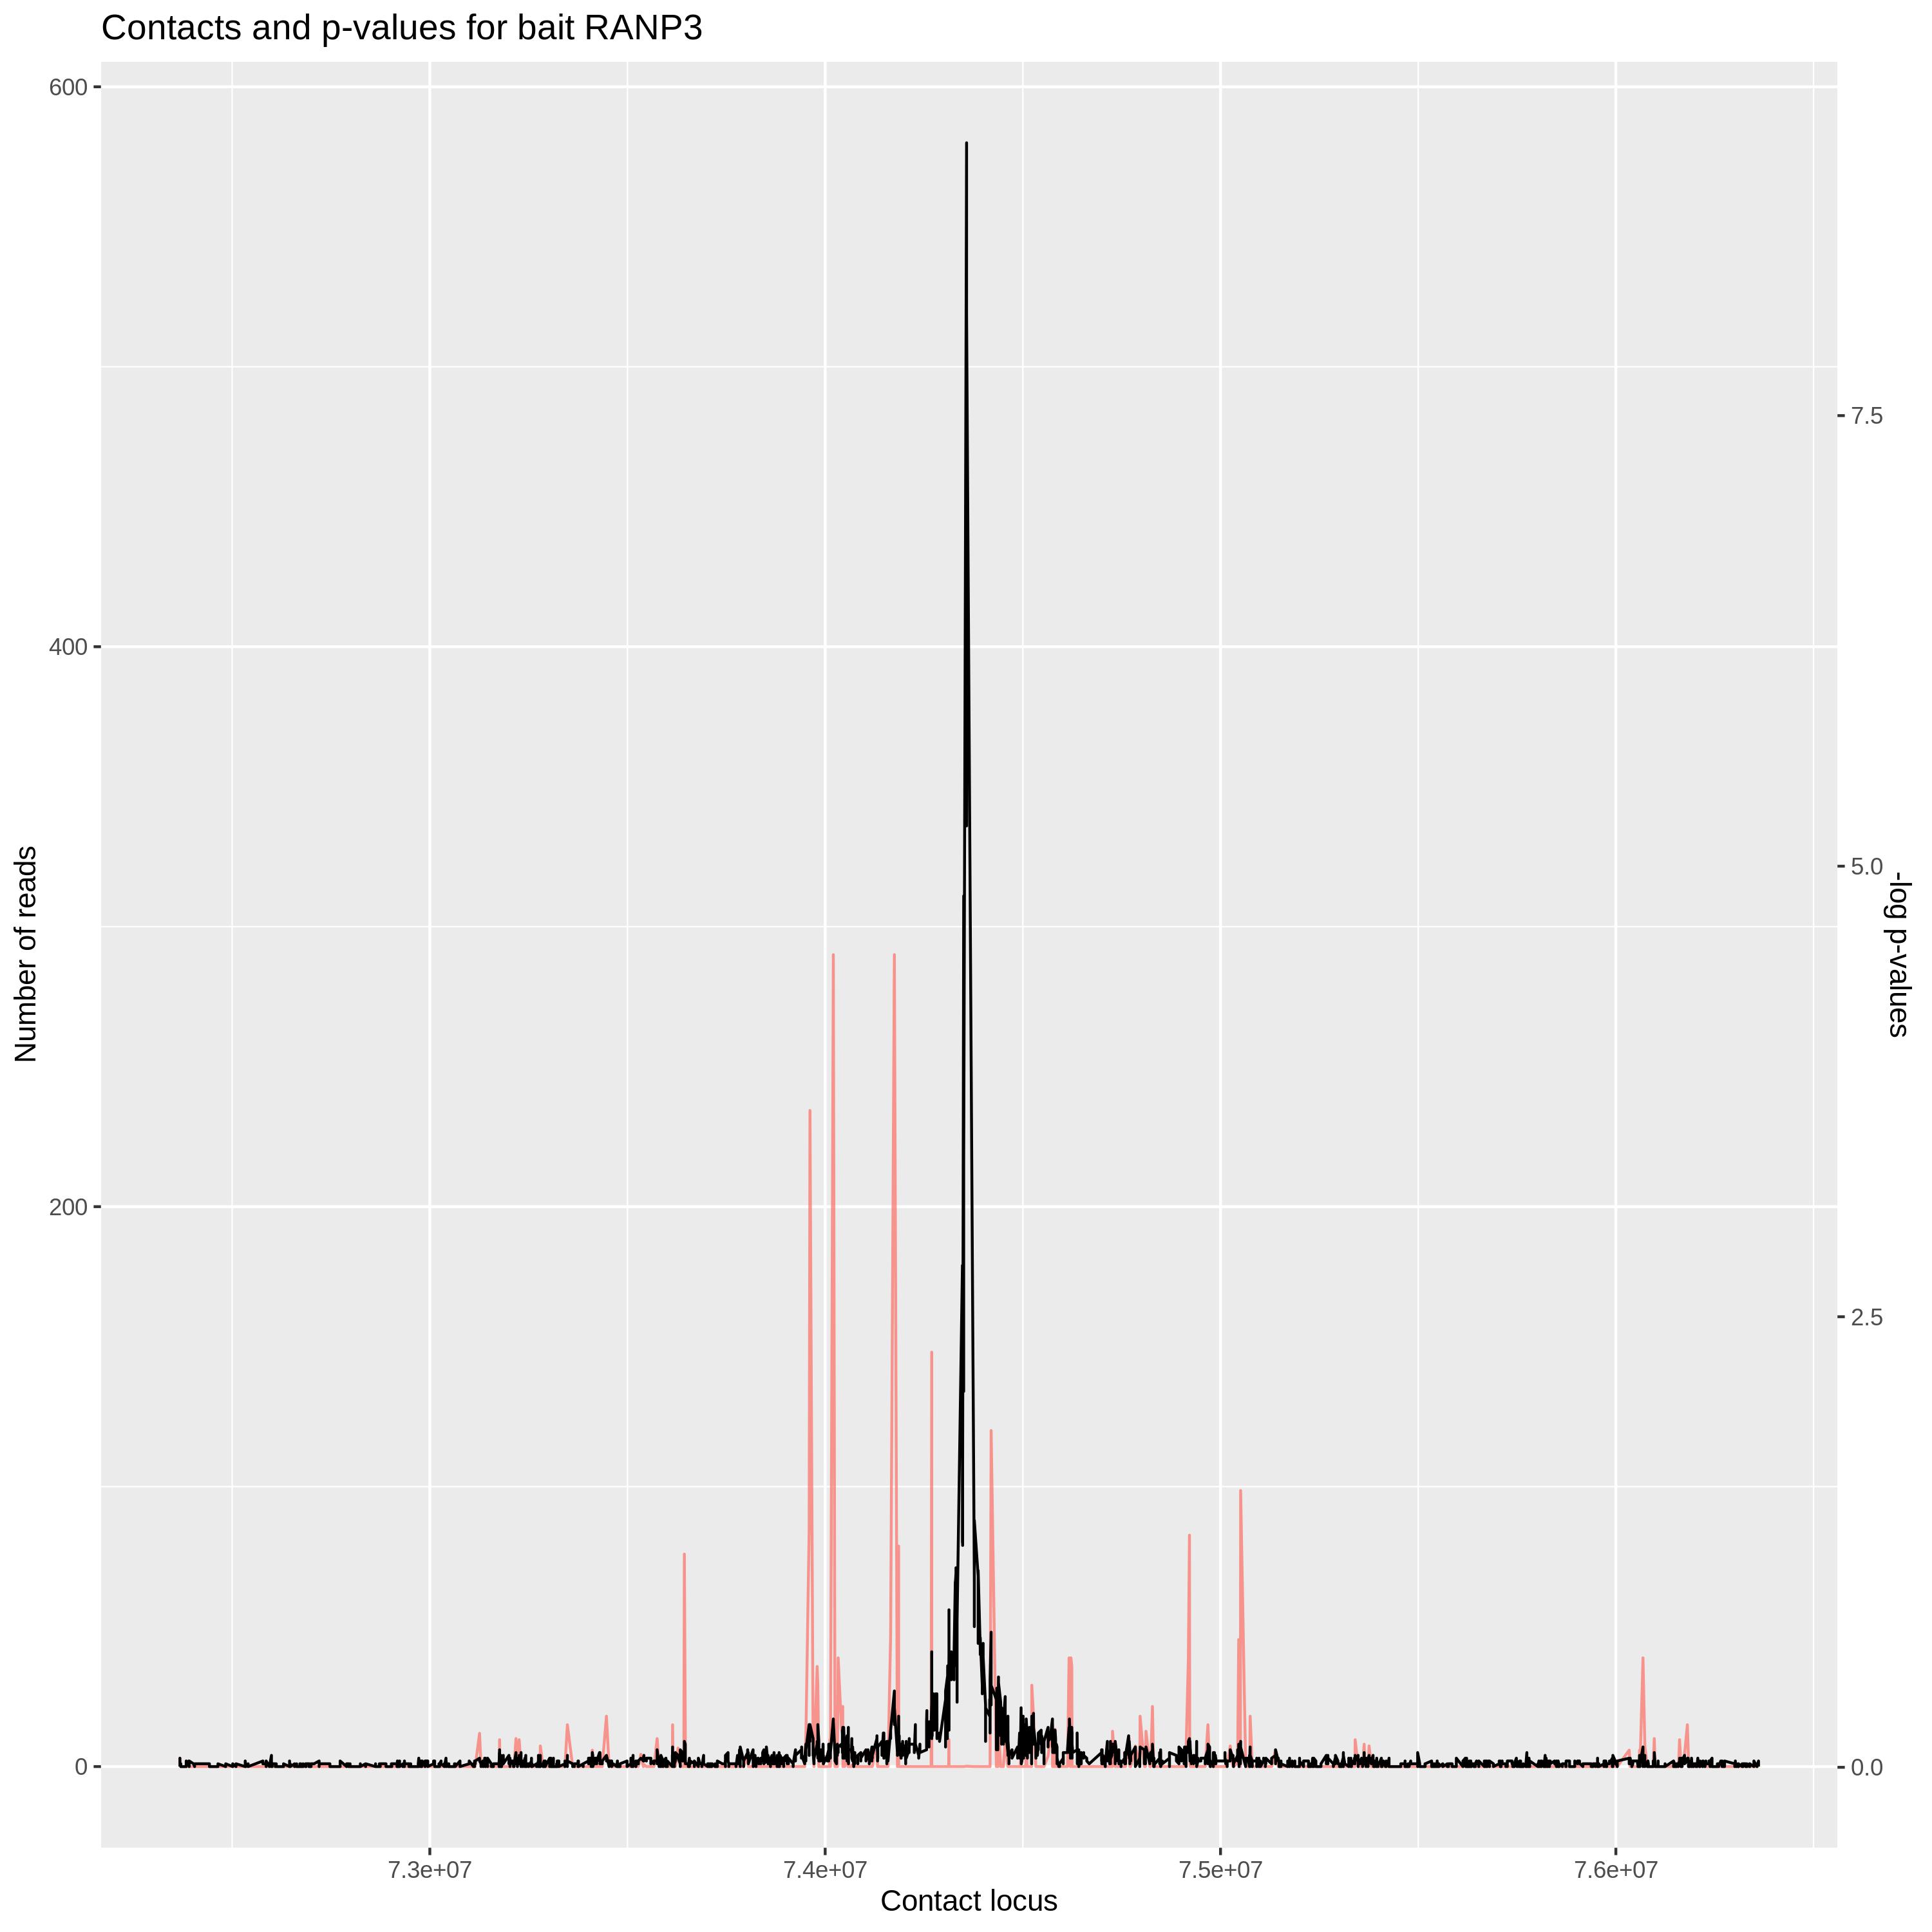 Contacts and p-values for bait RANP3
600
400
200
0
Number of reads
7.5
5.0
2.5
0.0
-log p-values
7.3e+07
7.4e+07
7.5e+07
7.6e+07
Contact locus